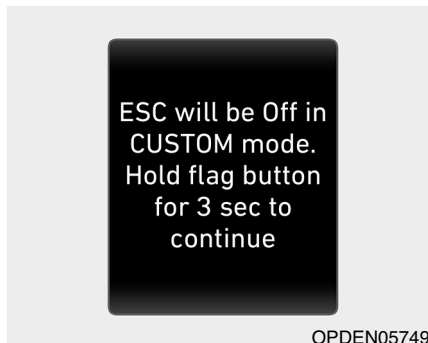 ESC will be Off in
CUSTOM mode.
Hold flag button
for 3 sec to
continue
OPDEN05749